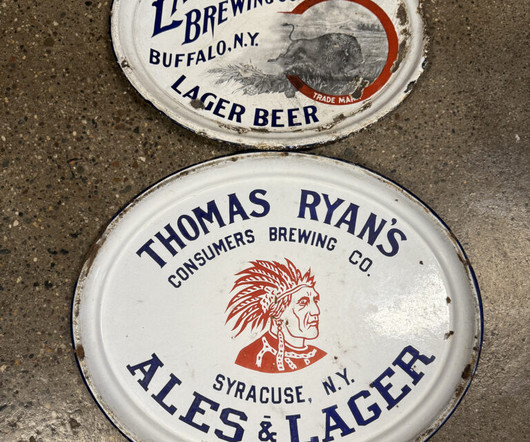 BREWING
BUFFALO, N.Y.
TRADE MARK
LAGER BEER
THOMAS RYAN'S
CONSUMERS BREWING CO.
SYRACUSE, N.Y.
ALES & LAGER